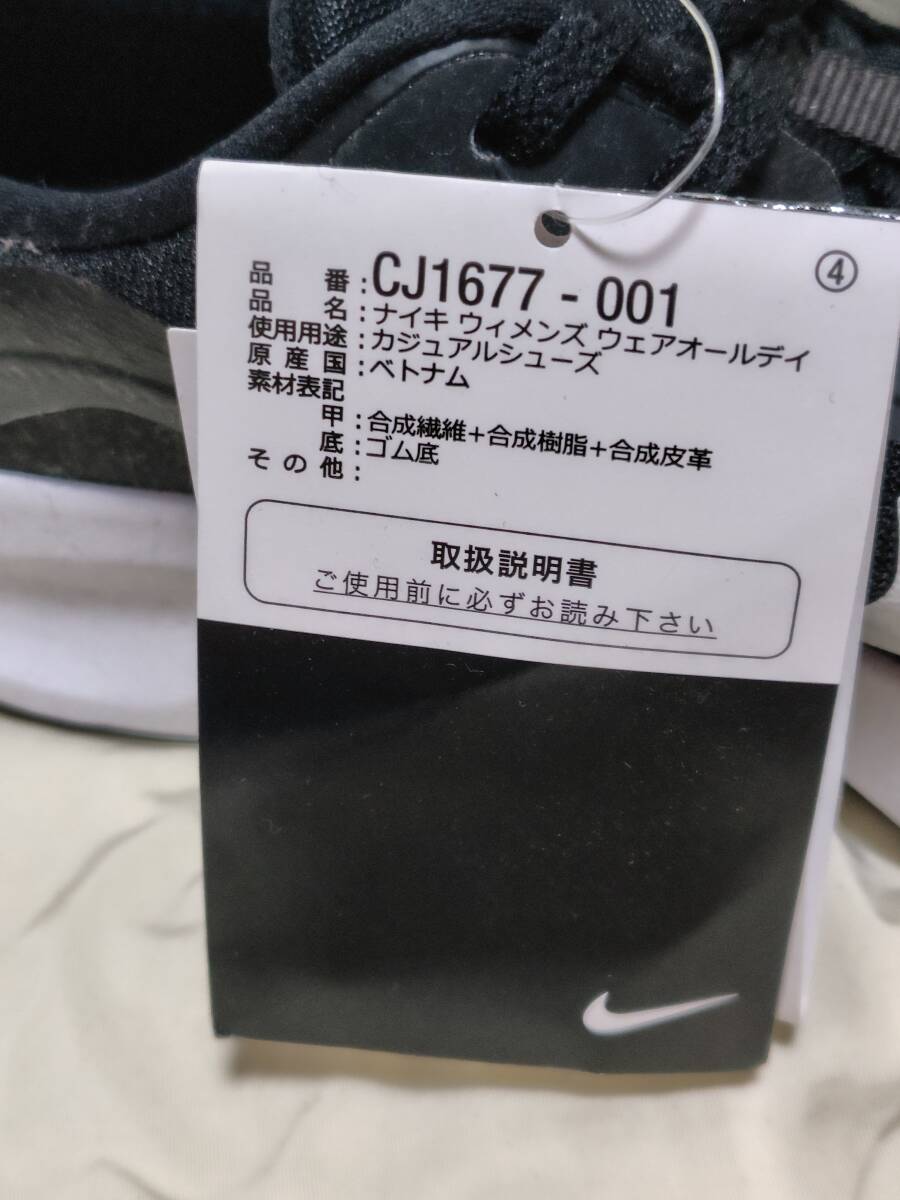 ④
品番:CJ1677-001
品名:ナイキ ウィメンズ ウェアオールデイ
使用用途:カジュアルシューズ
原産国:ベトナム
素材表記
甲:合成繊維+合成樹脂+合成皮革
底:ゴム底
その他:
取扱説明書
ご使用前に必ずお読み下さい